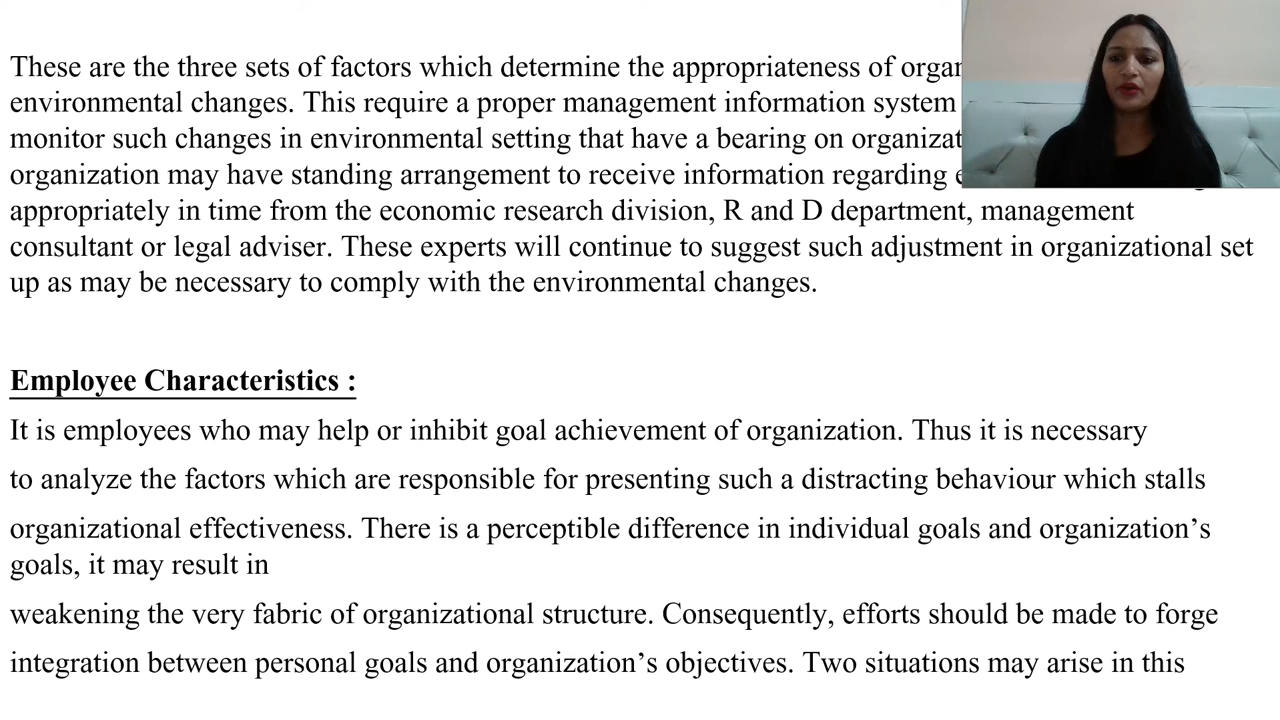 These are the three sets of factors which determine the appropriateness of
environmental changes. This require a proper management information system
monitor such changes in environmental setting that have a bearing on
organization may have standing arrangement to receive information regarding
appropriately in time from the economic research division, R and D department, management
consultant or legal adviser. These experts will continue to suggest such adjustment in organizational set
up as may be necessary to comply with the environmental changes.
Employee Characteristics :
It is employees who may help or inhibit goal achievement of organization. Thus it is necessary
to analyze the factors which are responsible for presenting such a distracting behaviour which stalls
organizational effectiveness. There is a perceptible difference in individual goals and organization’s
goals, it may result in
weakening the very fabric of organizational structure. Consequently, efforts should be made to forge
integration between personal goals and organization’s objectives. Two situations may arise in this